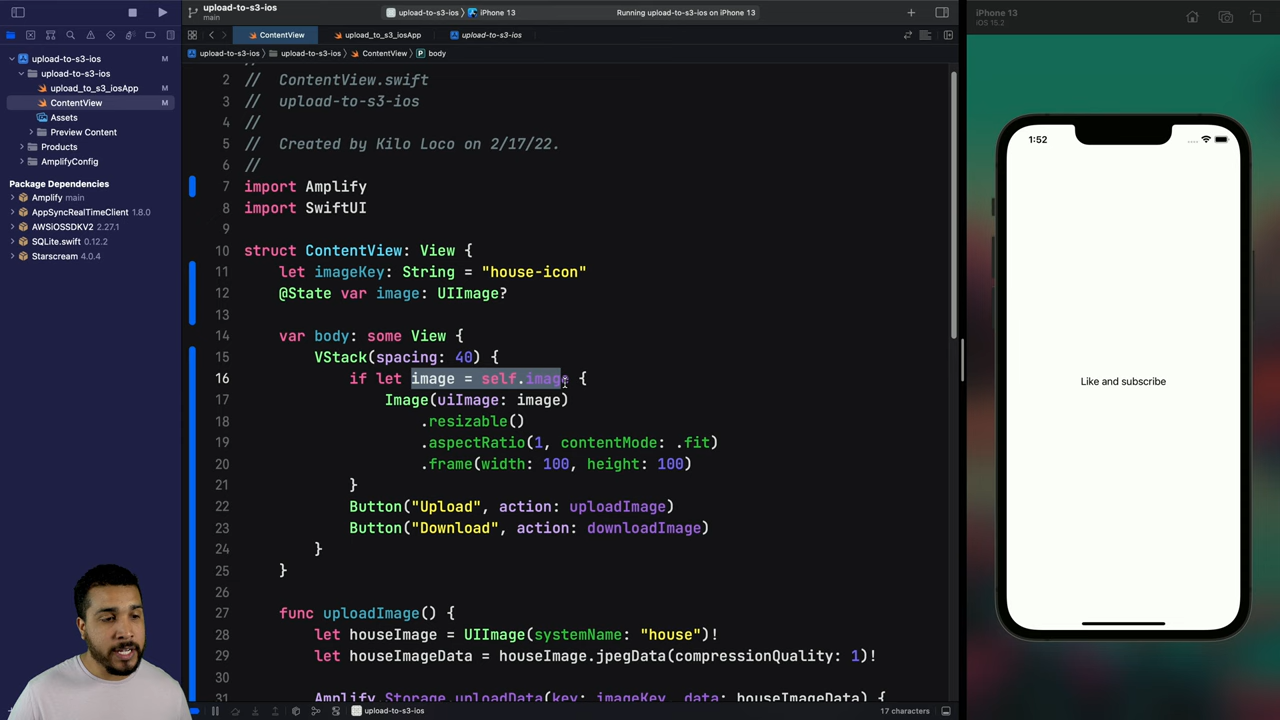 upload-to-s3-ios
main
upload-to-s3-ios
iPhone 13
Running upload-to-s3-ios on iPhone 13
iPhone 13
iOS 15.2
ContentView
upload_to_s3_iosApp
upload-to-s3-ios
upload-to-s3-ios
upload-to-s3-ios
ContentView
body
upload-to-s3-ios M
upload-to-s3-ios
upload_to_s3_iosApp M
ContentView M
Assets
Preview Content
Products
AmplifyConfig
Package Dependencies
Amplify main
AppSyncRealTimeClient 1.8.0
AWSiOSSDKV2 2.27.1
SQLite.swift 0.12.2
Starscream 4.0.4
2 // ContentView.swift
3 // upload-to-s3-ios
4 //
5 // Created by Kilo Loco on 2/17/22.
6 //
7 import Amplify
8 import SwiftUI
9
10 struct ContentView: View {
11 let imageKey: String = "house-icon"
12 @State var image: UIImage?
13
14 var body: some View {
15 VStack(spacing: 40) {
16 if let image = self.image {
17 Image(uiImage: image)
18 .resizable()
19 .aspectRatio(1, contentMode: .fit)
20 .frame(width: 100, height: 100)
21 }
22 Button("Upload", action: uploadImage)
23 Button("Download", action: downloadImage)
24 }
25 }
26
27 func uploadImage() {
28 let houseImage = UIImage(systemName: "house")!
29 let houseImageData = houseImage.jpegData(compressionQuality: 1)!
31 Amplify.Storage.uploadData(key: imageKey, data: houseImageData) {
1:52
Like and subscribe
upload-to-s3-ios
17 characters